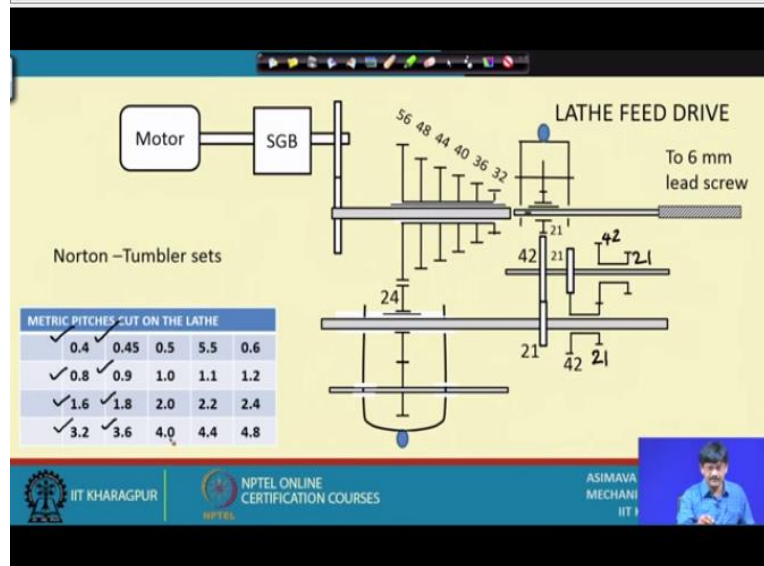 LATHE FEED DRIVE
Motor
SGB
56 48 44 40 36 32
To 6 mm
lead screw
21
42
21
42
21
24
21
42
21
Norton –Tumbler sets
METRIC PITCHES CUT ON THE LATHE
0.4 0.45 0.5 5.5 0.6
0.8 0.9 1.0 1.1 1.2
1.6 1.8 2.0 2.2 2.4
3.2 3.6 4.0 4.4 4.8
IIT KHARAGPUR
NPTEL
NPTEL ONLINE
CERTIFICATION COURSES
ASIMAVA
MECHANI
IIT